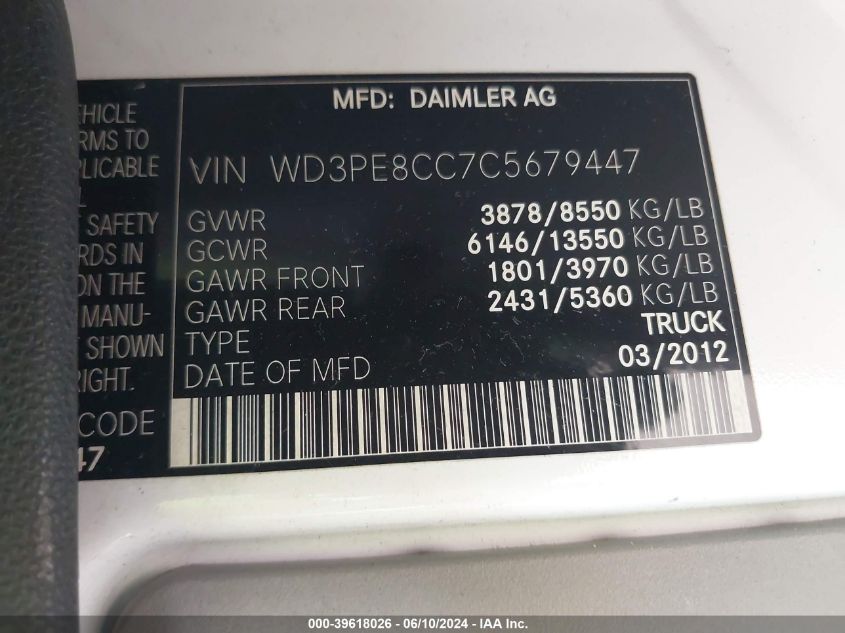 EHICLE
RMS TO
PLICABLE
SAFETY
RDS IN
ON THE
MANU-
SHOWN
RIGHT.
CODE
47
MFD: DAIMLER AG
VIN WD3PE8CC7C5679447
GVWR 3878/8550 KG/LB
GCWR 6146/13550 KG/LB
GAWR FRONT 1801/3970 KG/LB
GAWR REAR 2431/5360 KG/LB
TYPE TRUCK
DATE OF MFD 03/2012
000-39618026 - 06/10/2024 - IAA Inc.